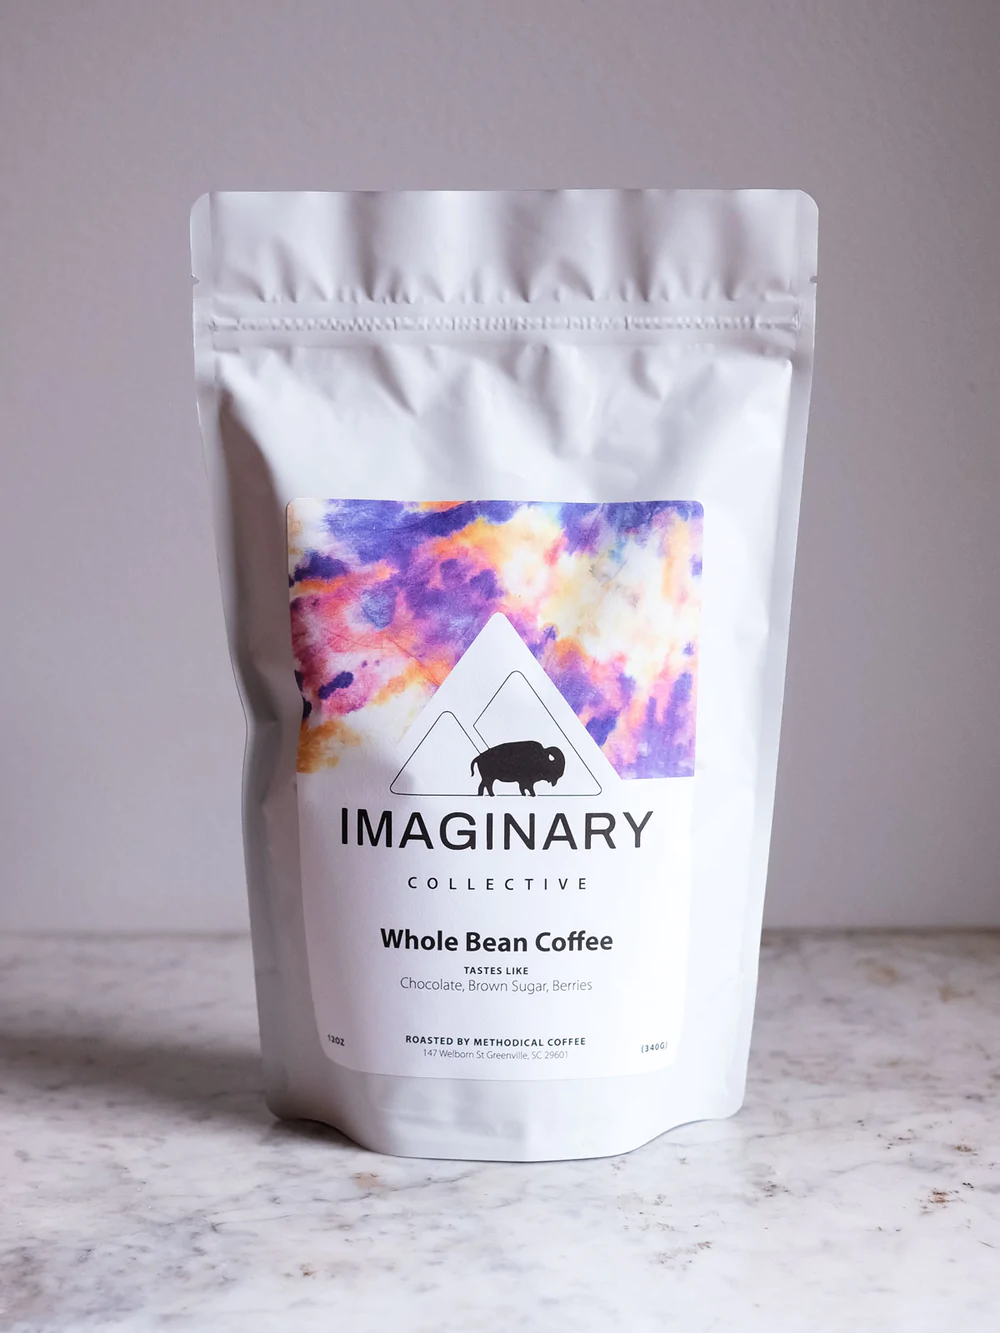 IMAGINARY
COLLECTIVE
Whole Bean Coffee
TASTES LIKE
Chocolate, Brown Sugar, Berries
ROASTED BY METHODICAL COFFEE
147 Welborn St Greenville, SC 29601
12OZ
(340G)